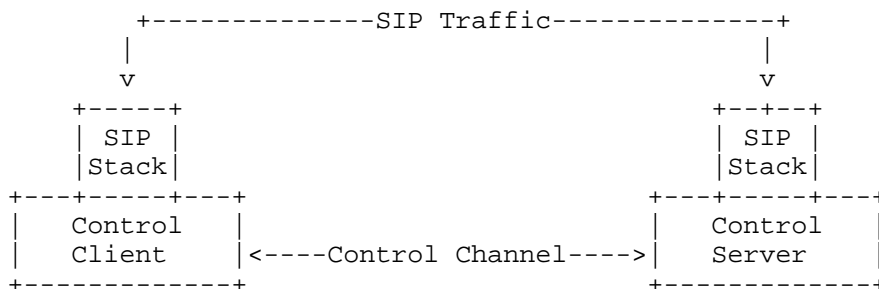 SIP Traffic
SIP SIP
Stack Stack
Control Control
Client Control Channel Server